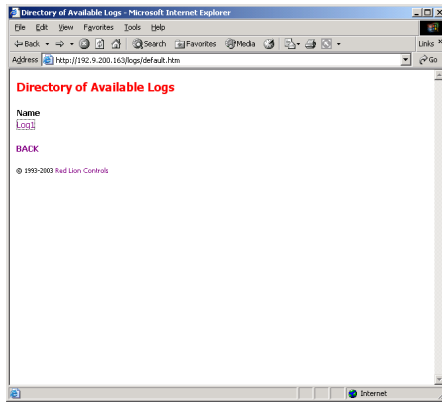 Directory of Available Logs - Microsoft Internet Explorer
File Edit View Favorites Tools Help
Back Search Favorites Media Links »
Address http://192.9.200.163/logs/default.htm Go
Directory of Available Logs
Name
Log1
BACK
© 1993-2003 Red Lion Controls
Internet